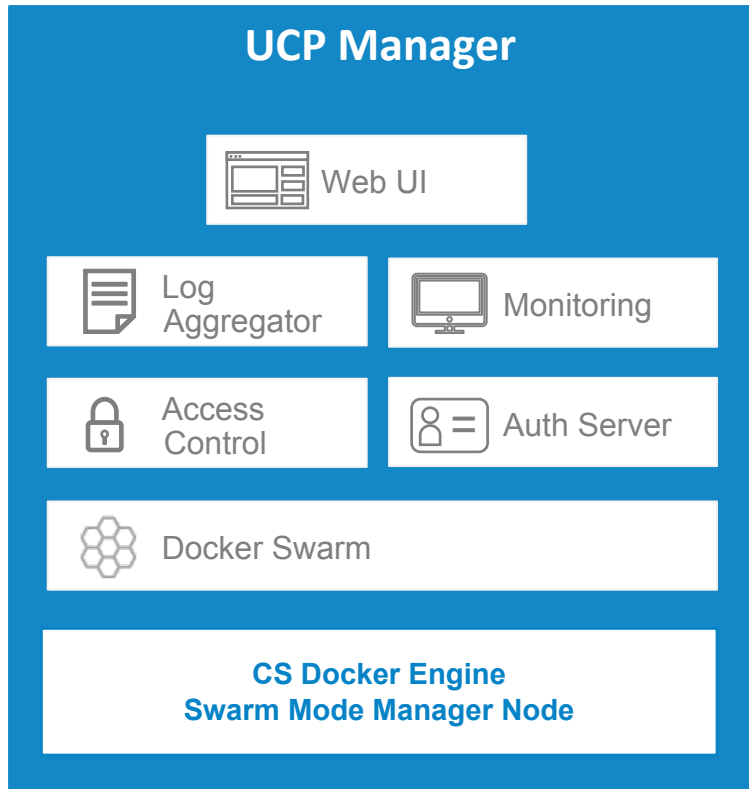 UCP Manager
Web UI
Log
Aggregator
Monitoring
Access
Control
Auth Server
Docker Swarm
CS Docker Engine
Swarm Mode Manager Node